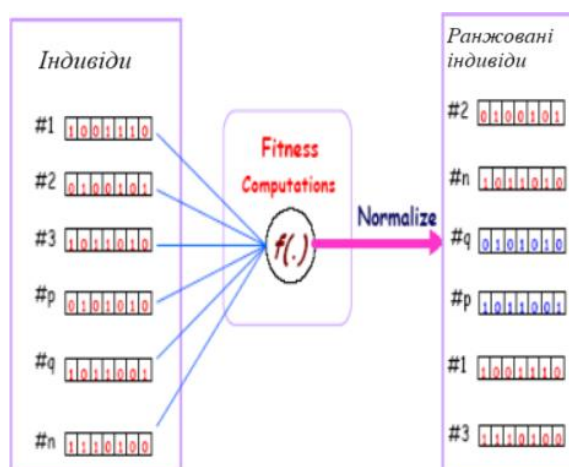 Індивіди
#1 1001110
#2 0100101
#3 1011010
#p 0101010
#q 1011001
#n 1110100
Fitness
Computations
f(.)
Normalize
Ранжовані
індивіди
#2 0100101
#n 1011010
#q 0101010
#p 1011001
#1 1001110
#3 1110100